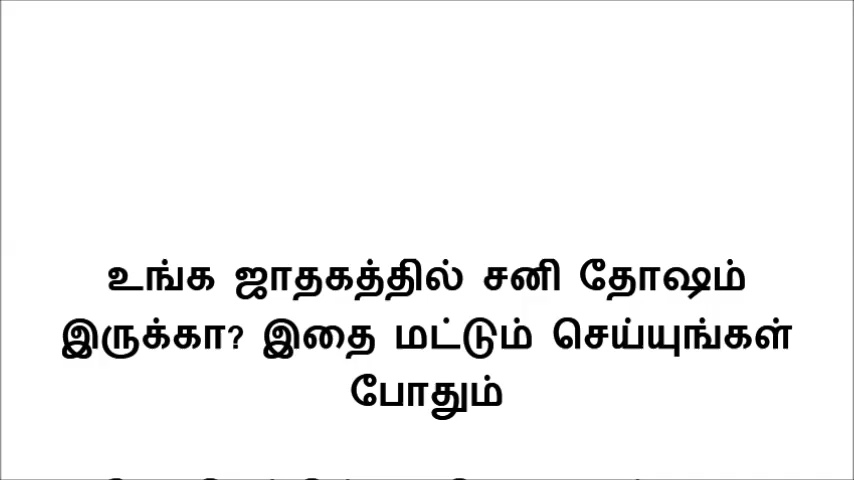 உங்க ஜாதகத்தில் சனி தோஷம்
இருக்கா? இதை மட்டும் செய்யுங்கள்
போதும்